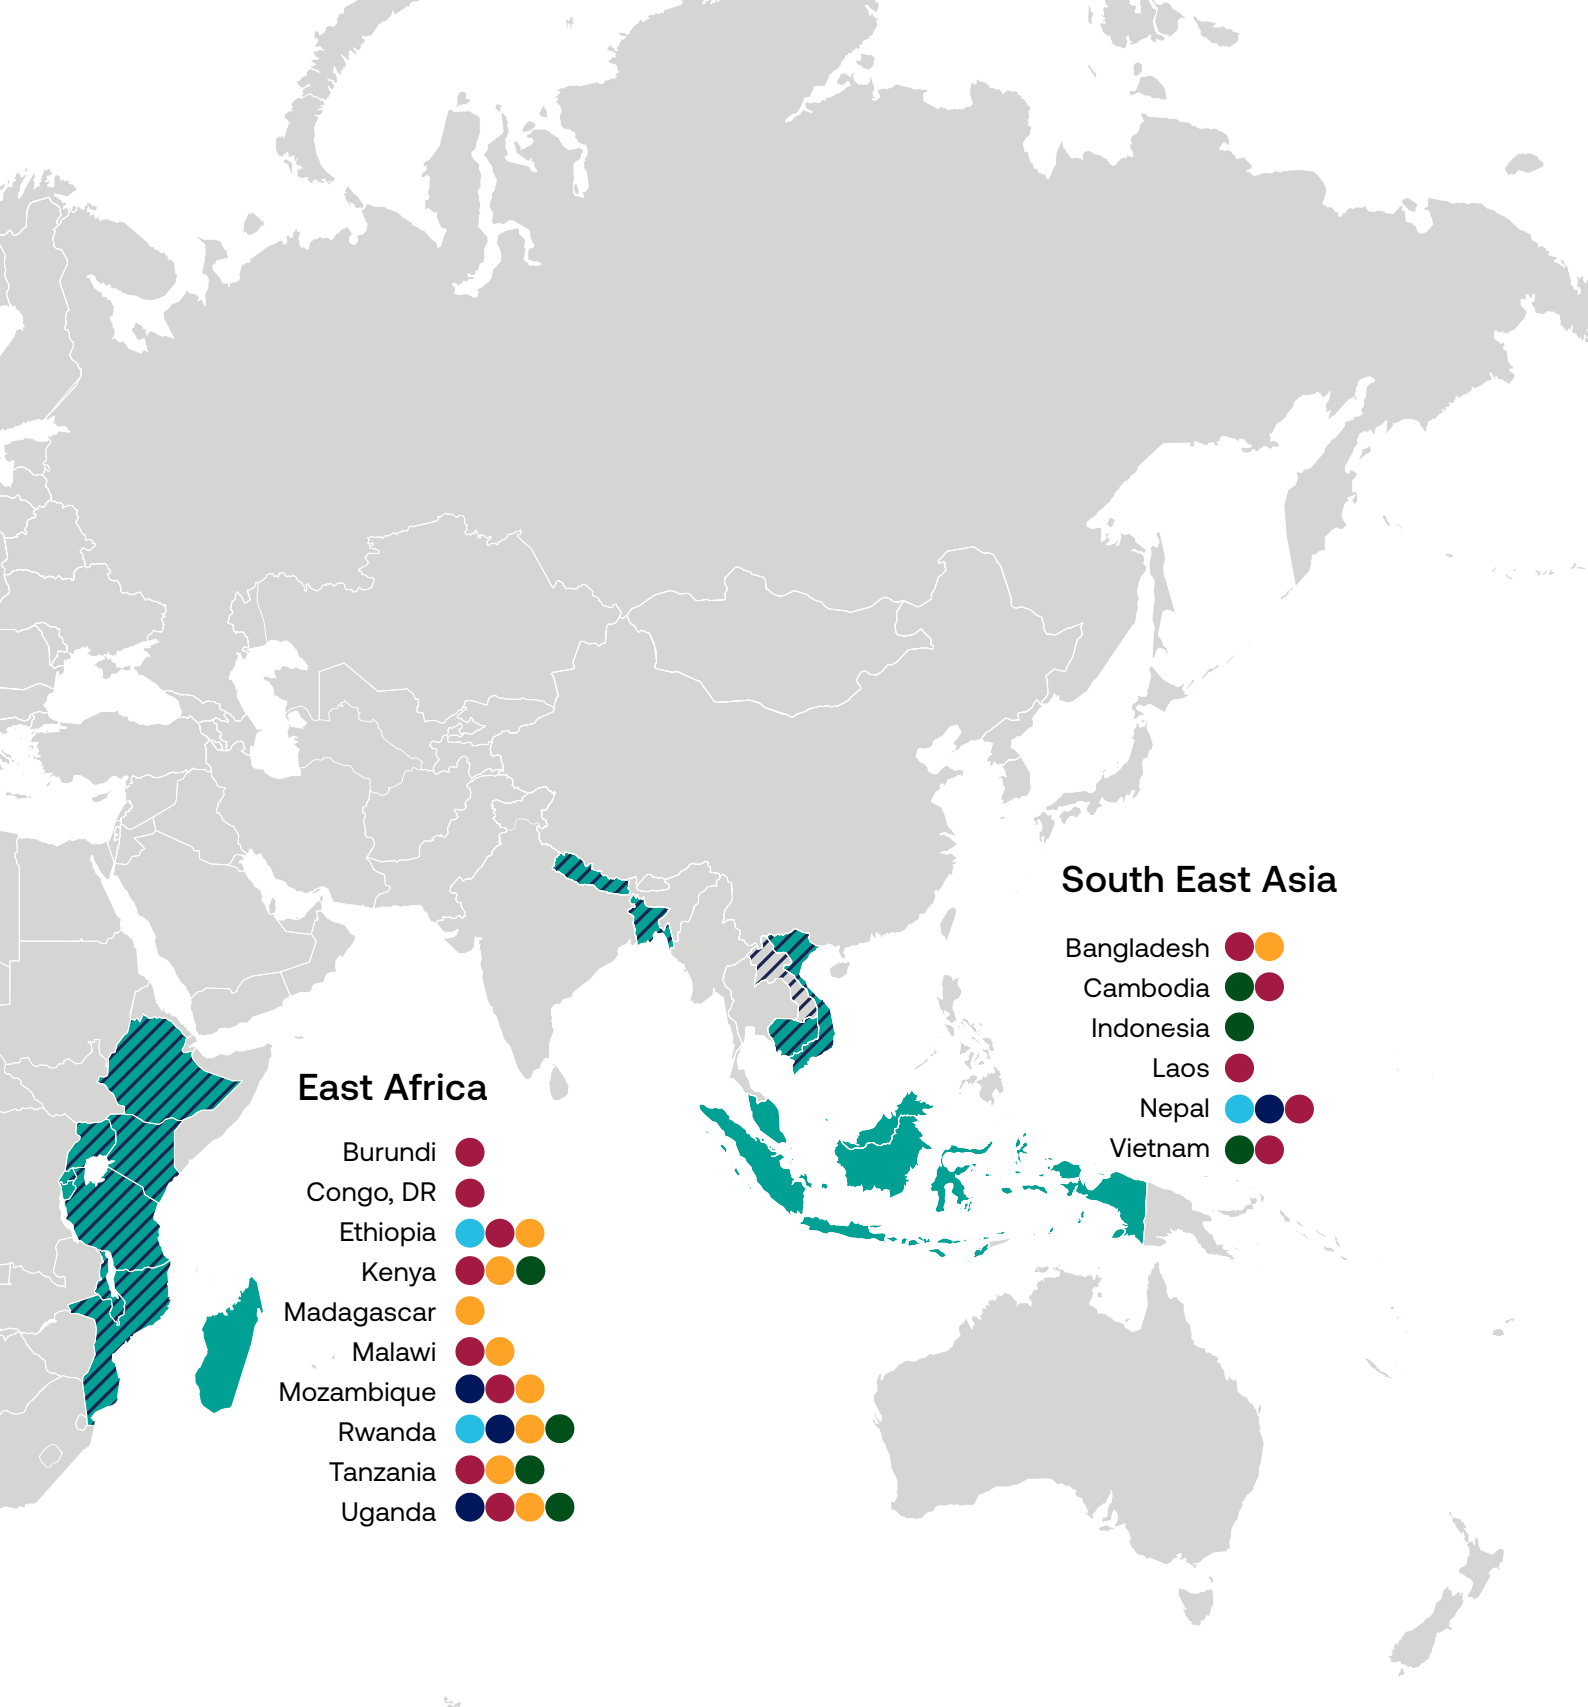 South East Asia
Bangladesh
Cambodia
Indonesia
Laos
Nepal
Vietnam
East Africa
Burundi
Congo, DR
Ethiopia
Kenya
Madagascar
Malawi
Mozambique
Rwanda
Tanzania
Uganda